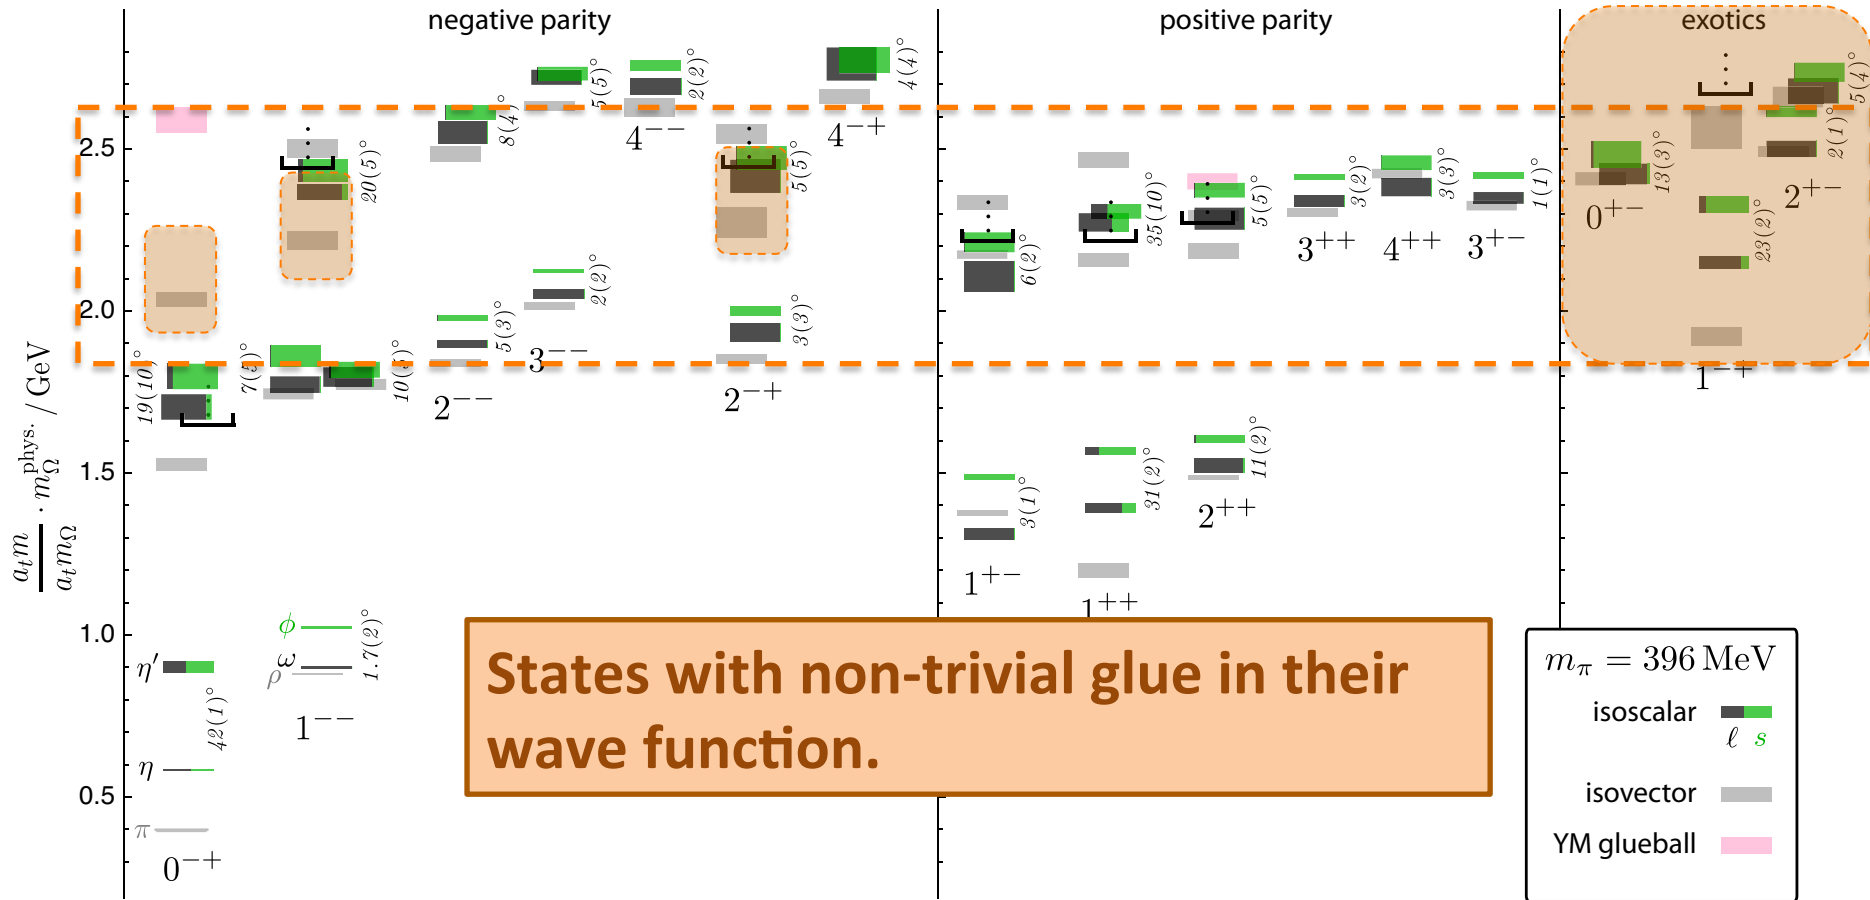 negative parity
positive parity
exotics
2.5
2.0
1.5
1.0
0.5
a_t m / a_t m_Ω · m_Ω^phys. / GeV
19(10)°
7(5)°
10(5)°
20(5)°
8(4)°
5(5)°
2(2)°
4(4)°
5(3)°
2(2)°
5(5)°
3(3)°
4^{--}
4^{-+}
3^{--}
2^{--}
2^{-+}
6(2)°
35(10)°
5(5)°
3(2)°
3(3)°
1(1)°
3^{++}
4^{++}
3^{+-}
3(1)°
31(2)°
11(2)°
1^{+-}
1^{++}
2^{++}
13(3)°
0^{+-}
23(2)°
1^{-+}
5(4)°
2(1)°
2^{+-}
ϕ
ω
ρ
1.7(2)°
1^{--}
η′
42(1)°
η
π
0^{-+}
States with non-trivial glue in their
wave function.
m_π = 396 MeV
isoscalar
ℓ s
isovector
YM glueball